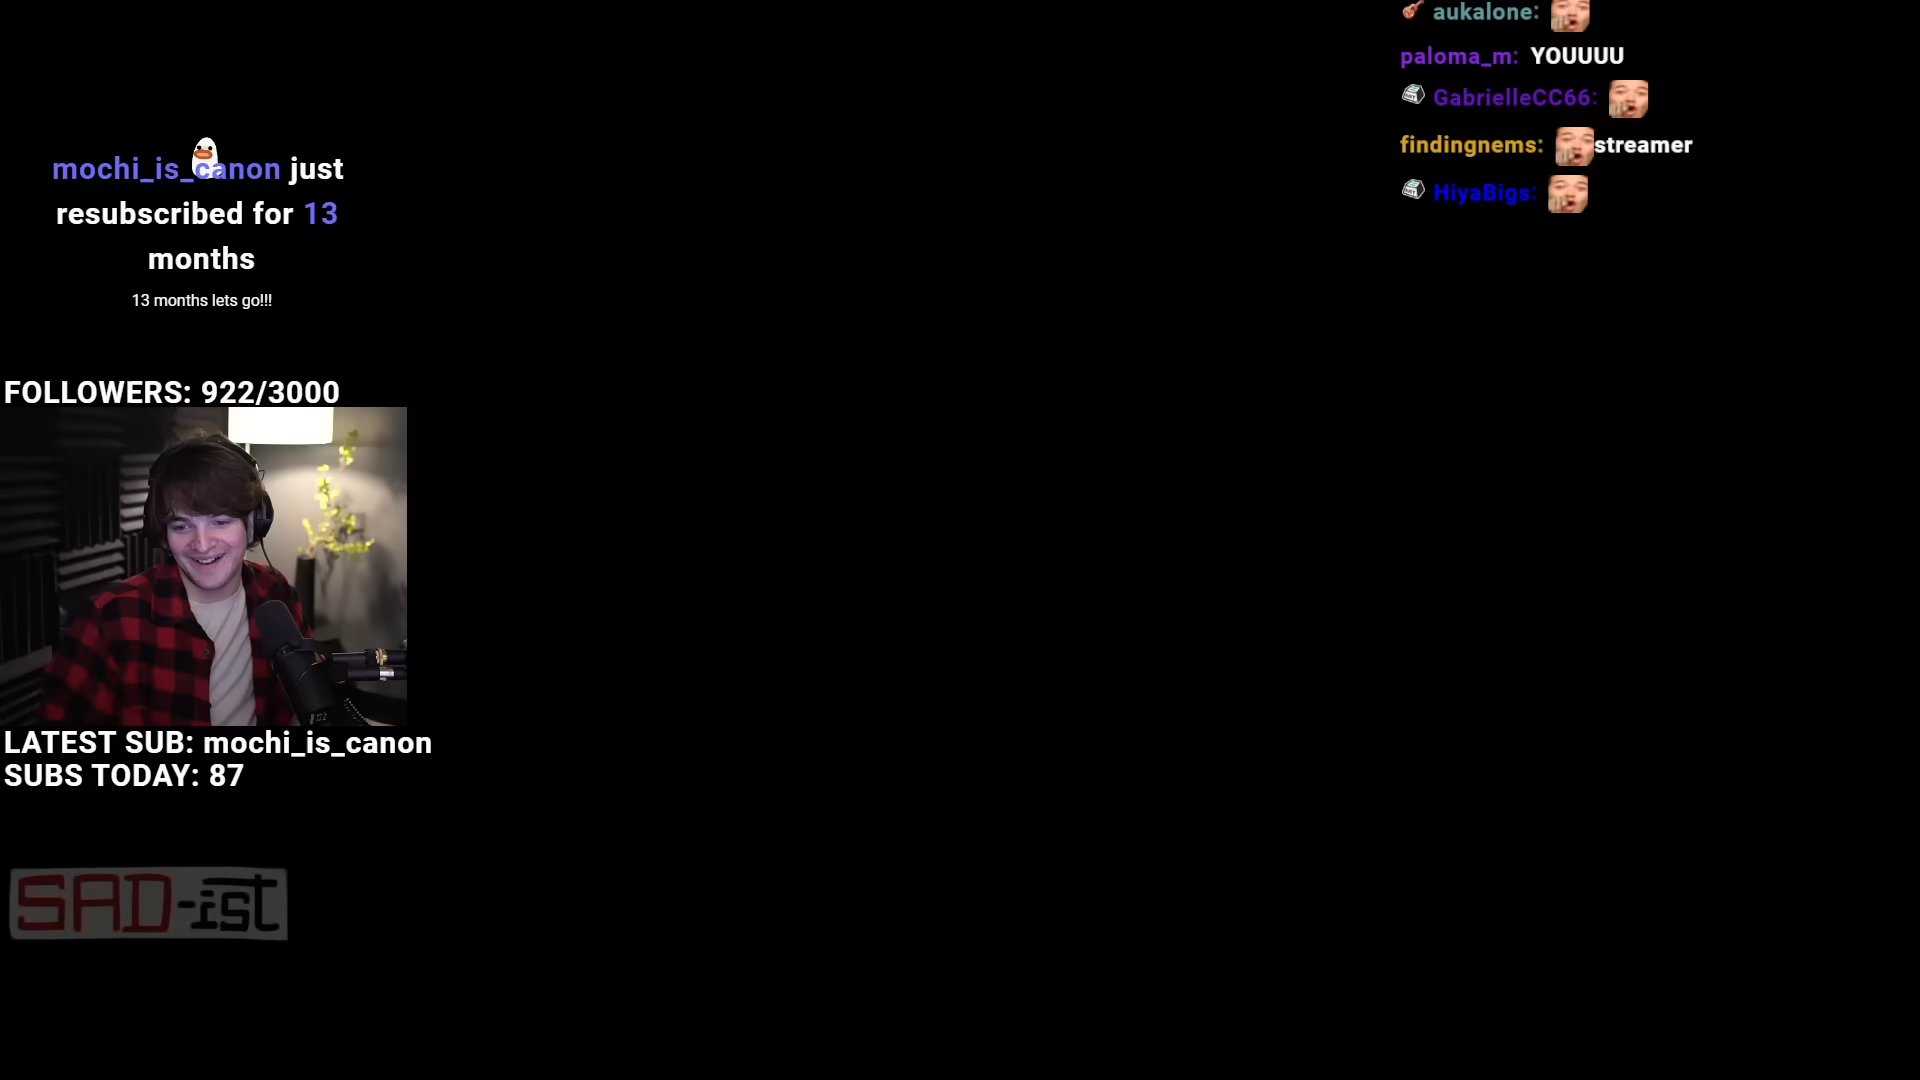 mochi_is_canon just
resubscribed for 13
months
13 months lets go!!!
FOLLOWERS: 922/3000
LATEST SUB: mochi_is_canon
SUBS TODAY: 87
SAD-ist
aukalone:
paloma_m: YOUUUU
GabrielleCC66:
findingnems: streamer
HiyaBigs: